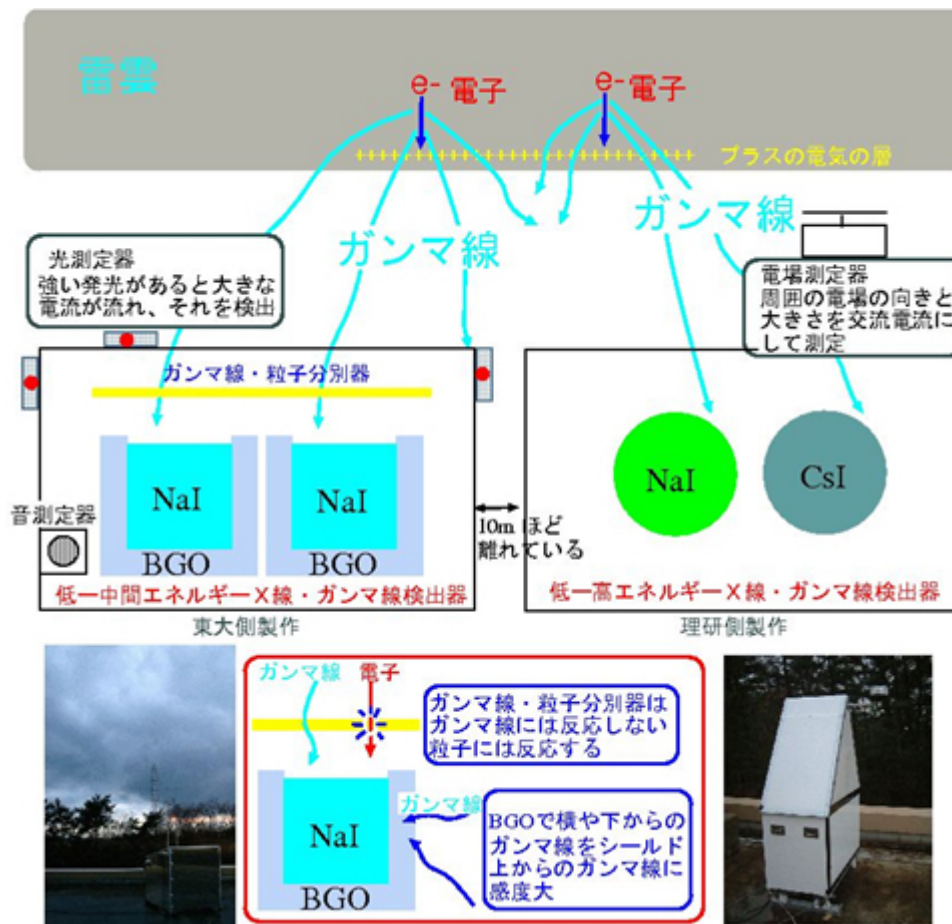 雷雲
e- 電子
e- 電子
プラスの電気の層
ガンマ線
ガンマ線
光測定器
強い発光があると大きな
電流が流れ、それを検出
電場測定器
周囲の電場の向きと
大きさを交流電流に
して測定
ガンマ線・粒子分別器
NaI
BGO
NaI
BGO
音測定器
低ー中間エネルギーX線・ガンマ線検出器
東大側製作
10m ほど
離れている
NaI
CsI
低ー高エネルギーX線・ガンマ線検出器
理研側製作
ガンマ線
電子
ガンマ線・粒子分別器は
ガンマ線には反応しない
粒子には反応する
NaI
BGO
ガンマ線
BGOで横や下からの
ガンマ線をシールド
上からのガンマ線に
感度大